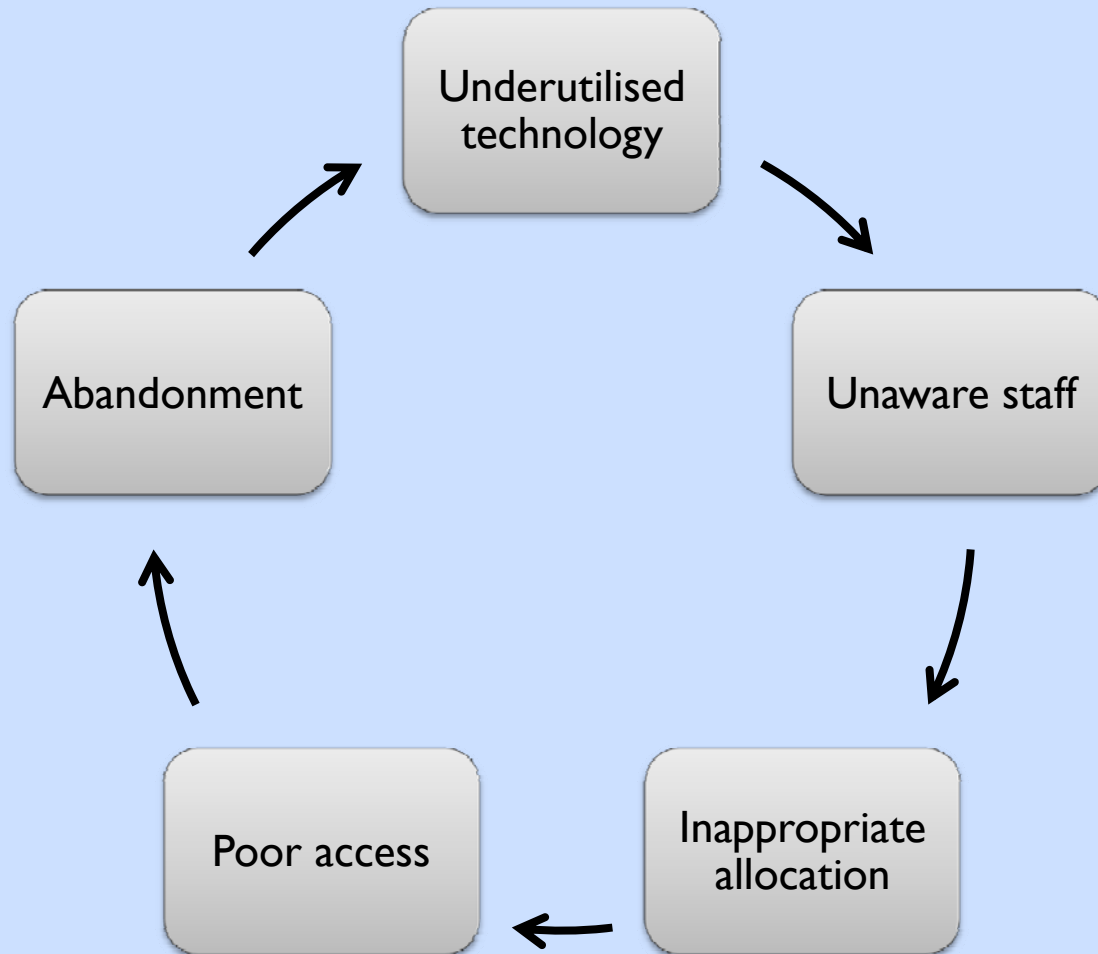 Underutilised
technology
Unaware staff
Inappropriate
allocation
Poor access
Abandonment